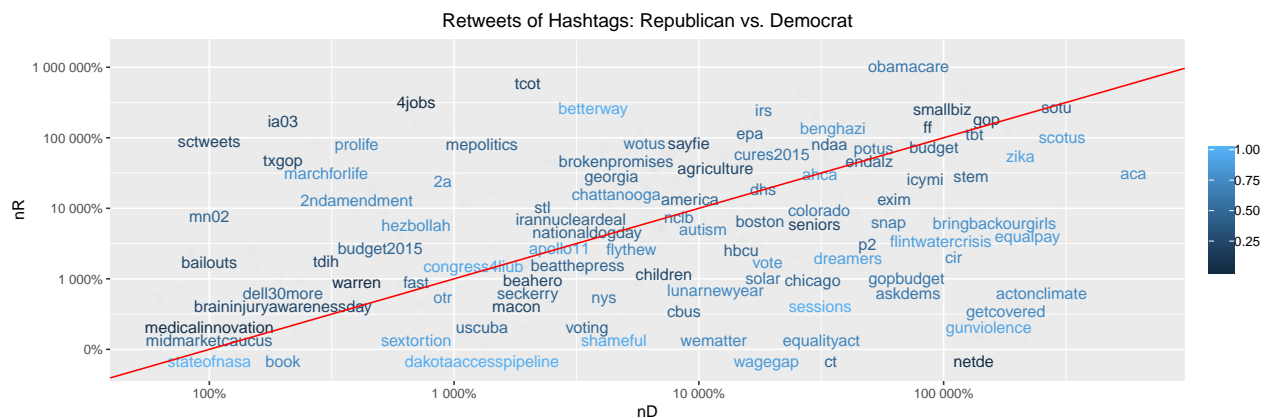 Retweets of Hashtags: Republican vs. Democrat
1 000 000%
100 000%
10 000%
1 000%
0%
nR
obamacare
tcot
4jobs
betterway
irs
smallbiz
sotu
gop
ia03
ff
tbt
benghazi
epa
scotus
sctweets
prolife
mepolitics
wotus
sayfie
ndaa
potus
budget
cures2015
zika
txgop
brokenpromises
endalz
agriculture
marchforlife
georgia
ahca
stem
aca
icymi
2a
dhs
chattanooga
2ndamendment
america
exim
stl
colorado
mn02
irannucleardeal
nclb
boston
seniors
snap
bringbackourgirls
hezbollah
nationaldogday
autism
equalpay
flintwatercrisis
p2
budget2015
apollo11
flythew
hbcu
cir
dreamers
bailouts
tdih
congress4liub
beatthepress
vote
children
solar
chicago
gopbudget
warren
fast
beahero
dell30more
otr
seckerry
nys
lunarnewyear
askdems
actonclimate
braininjuryawarenessday
macon
cbus
sessions
getcovered
medicalinnovation
uscuba
voting
gunviolence
midmarketcaucus
sextortion
shameful
wematter
equalityact
stateofnasa
book
dakotaaccesspipeline
wagegap
ct
netde
100%
1 000%
10 000%
100 000%
nD
1.00
0.75
0.50
0.25